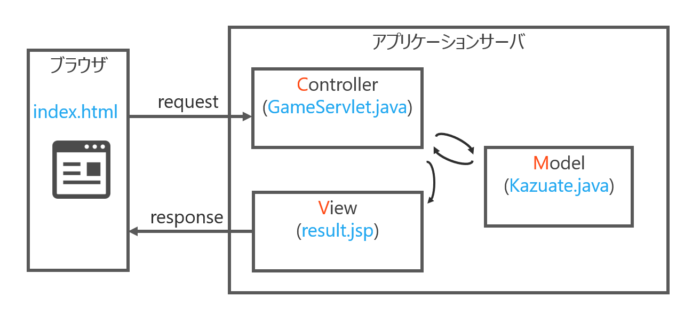 アプリケーションサーバ
ブラウザ
index.html
request
Controller
(GameServlet.java)
Model
(Kazuate.java)
response
View
(result.jsp)